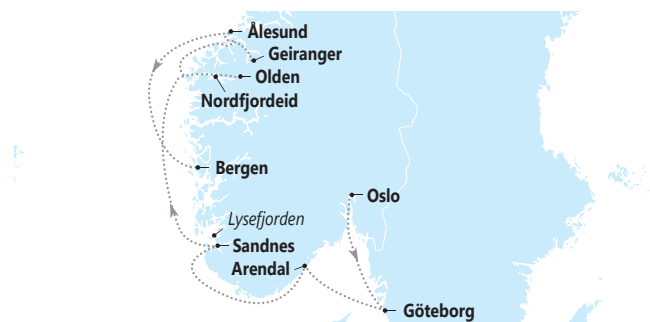 Ålesund
Geiranger
Olden
Nordfjordeid
Bergen
Oslo
Lysefjorden
Sandnes
Arendal
Göteborg